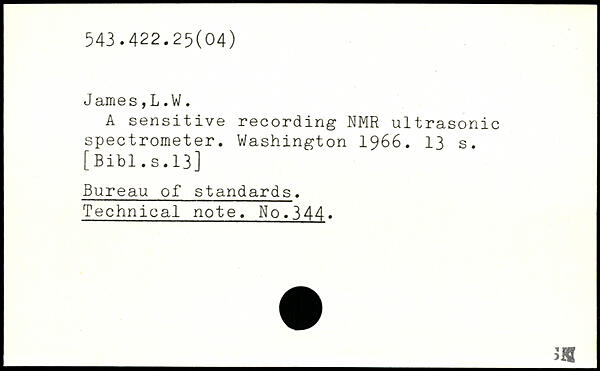 543.422.25(04)
James,L.W.
A sensitive recording NMR ultrasonic
spectrometer. Washington 1966. 13 s.
[Bibl.s.13]
Bureau of standards.
Technical note. No.344.